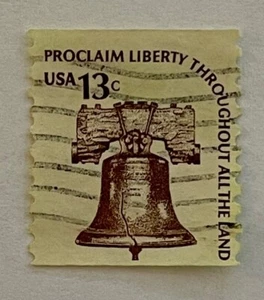 PROCLAIM LIBERTY THROUGHOUT ALL THE LAND
USA 13c